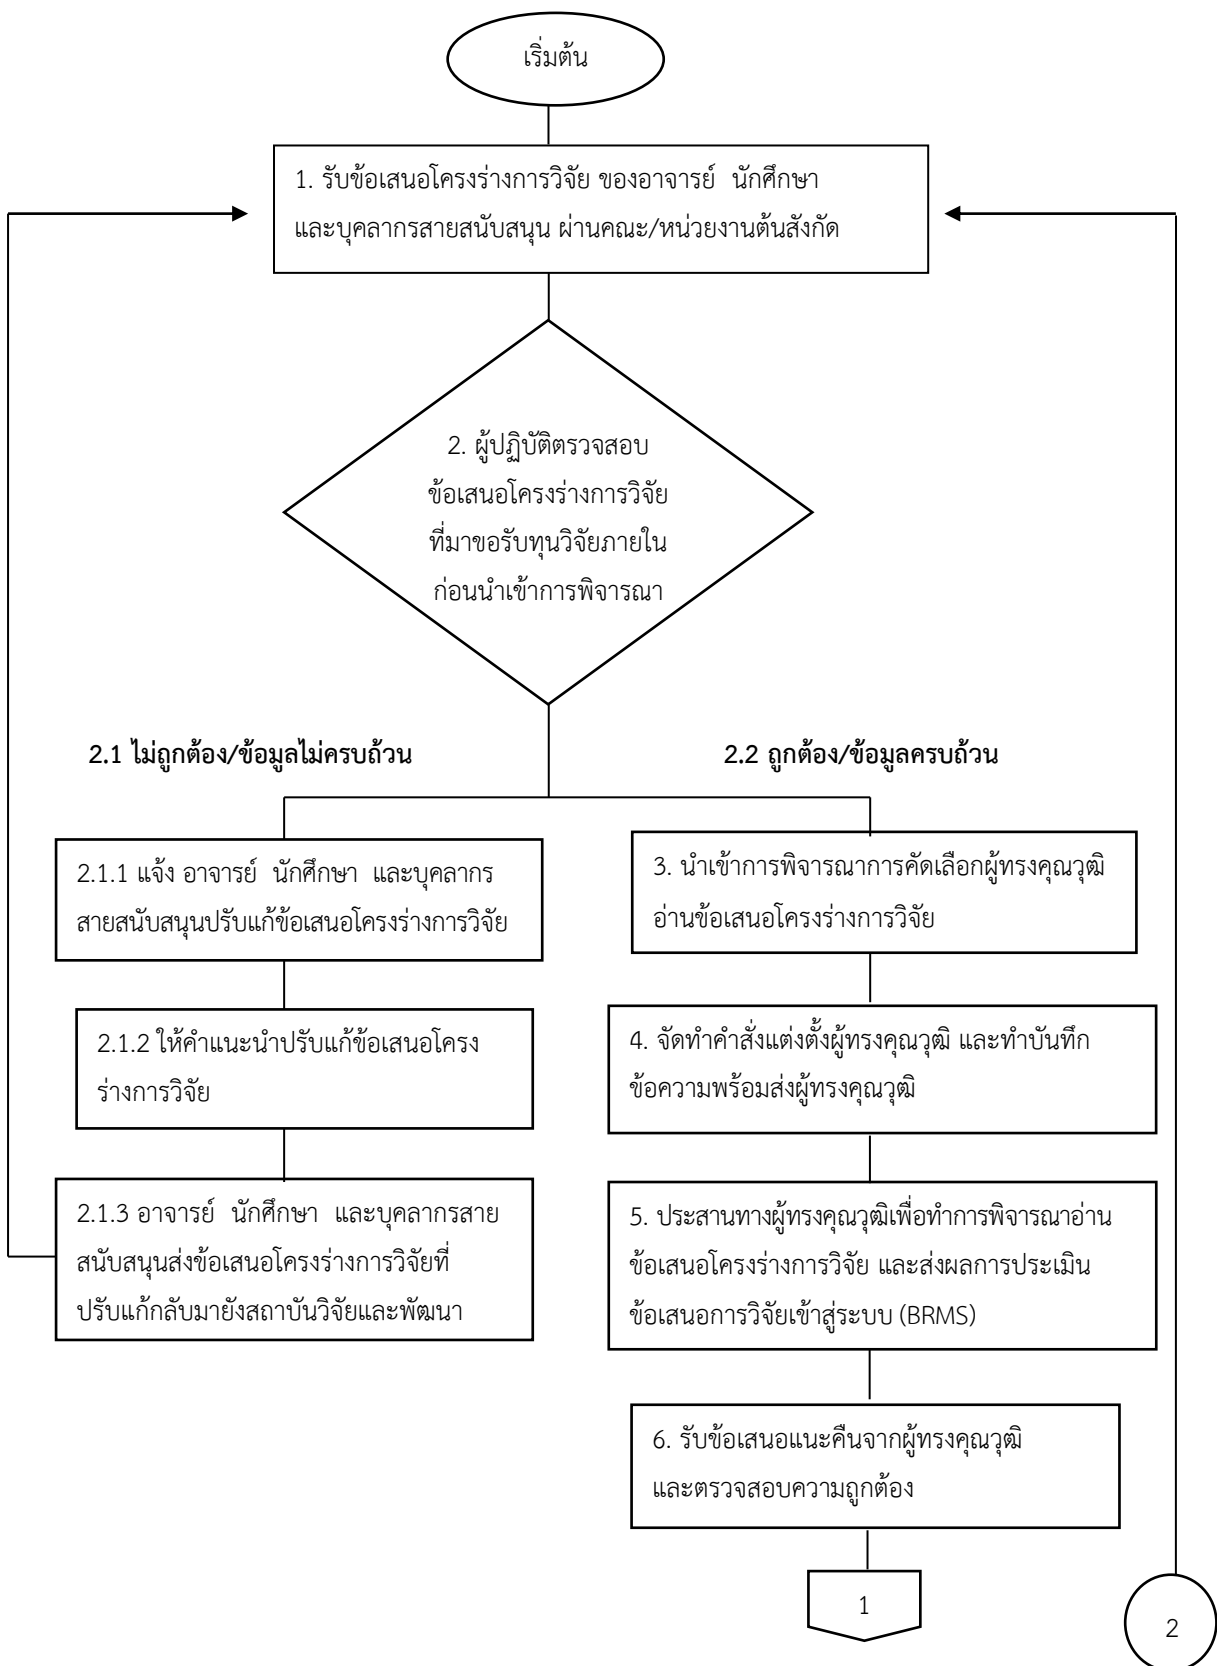 เริ่มต้น
1. รับข้อเสนอโครงร่างการวิจัย ของอาจารย์ นักศึกษา
และบุคลากรสายสนับสนุน ผ่านคณะ/หน่วยงานต้นสังกัด
2. ผู้ปฏิบัติตรวจสอบ
ข้อเสนอโครงร่างการวิจัย
ที่มาขอรับทุนวิจัยภายใน
ก่อนนำเข้าการพิจารณา
2.1 ไม่ถูกต้อง/ข้อมูลไม่ครบถ้วน
2.2 ถูกต้อง/ข้อมูลครบถ้วน
2.1.1 แจ้ง อาจารย์ นักศึกษา และบุคลากร
สายสนับสนุนปรับแก้ข้อเสนอโครงร่างการวิจัย
2.1.2 ให้คำแนะนำปรับแก้ข้อเสนอโครง
ร่างการวิจัย
2.1.3 อาจารย์ นักศึกษา และบุคลากรสาย
สนับสนุนส่งข้อเสนอโครงร่างการวิจัยที่
ปรับแก้กลับมายังสถาบันวิจัยและพัฒนา
3. นำเข้าการพิจารณาการคัดเลือกผู้ทรงคุณวุฒิ
อ่านข้อเสนอโครงร่างการวิจัย
4. จัดทำคำสั่งแต่งตั้งผู้ทรงคุณวุฒิ และทำบันทึก
ข้อความพร้อมส่งผู้ทรงคุณวุฒิ
5. ประสานทางผู้ทรงคุณวุฒิเพื่อทำการพิจารณาอ่าน
ข้อเสนอโครงร่างการวิจัย และส่งผลการประเมิน
ข้อเสนอการวิจัยเข้าสู่ระบบ (BRMS)
6. รับข้อเสนอแนะคืนจากผู้ทรงคุณวุฒิ
และตรวจสอบความถูกต้อง
1
2